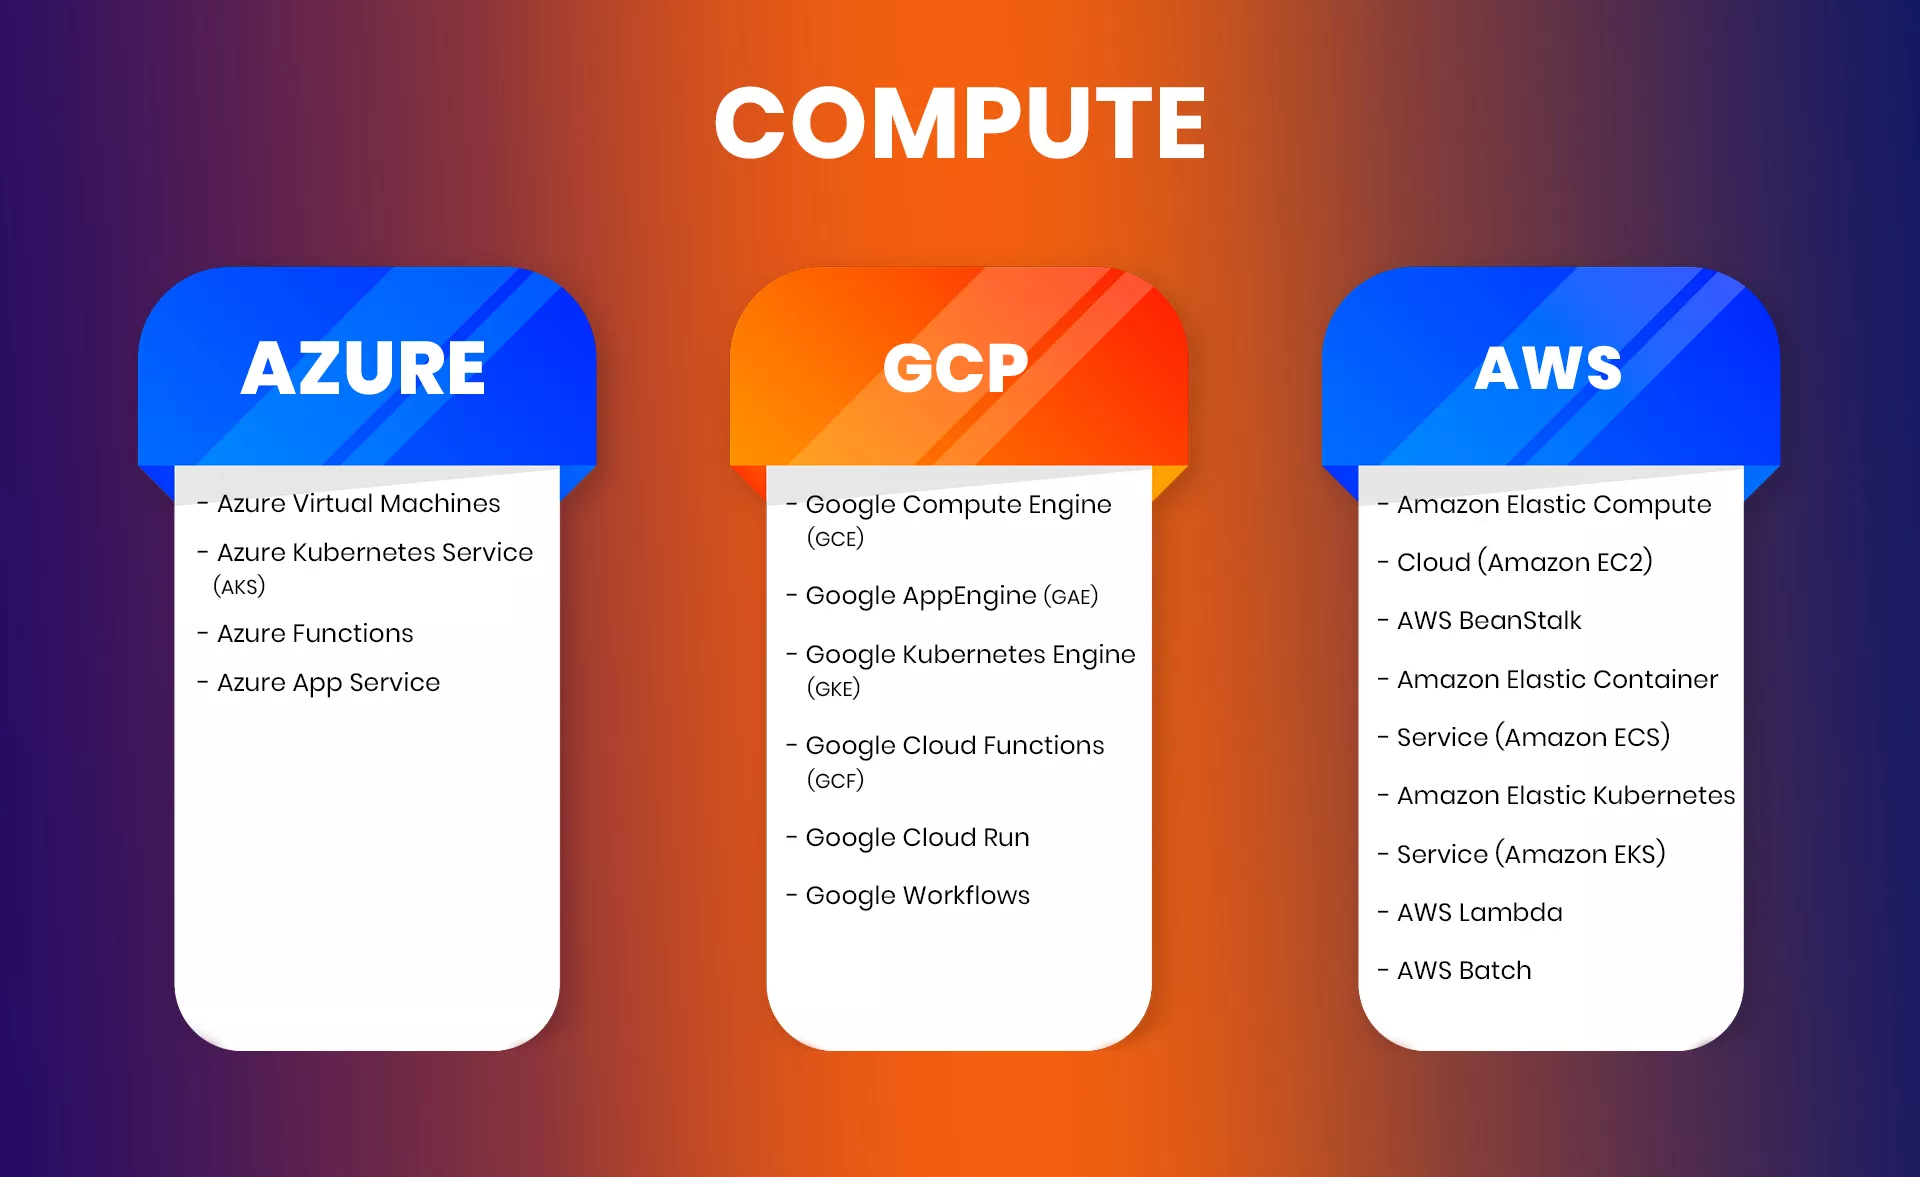 COMPUTE
AZURE
- Azure Virtual Machines
- Azure Kubernetes Service
(AKS)
- Azure Functions
- Azure App Service
GCP
- Google Compute Engine
(GCE)
- Google AppEngine (GAE)
- Google Kubernetes Engine
(GKE)
- Google Cloud Functions
(GCF)
- Google Cloud Run
- Google Workflows
AWS
- Amazon Elastic Compute
- Cloud (Amazon EC2)
- AWS BeanStalk
- Amazon Elastic Container
- Service (Amazon ECS)
- Amazon Elastic Kubernetes
- Service (Amazon EKS)
- AWS Lambda
- AWS Batch